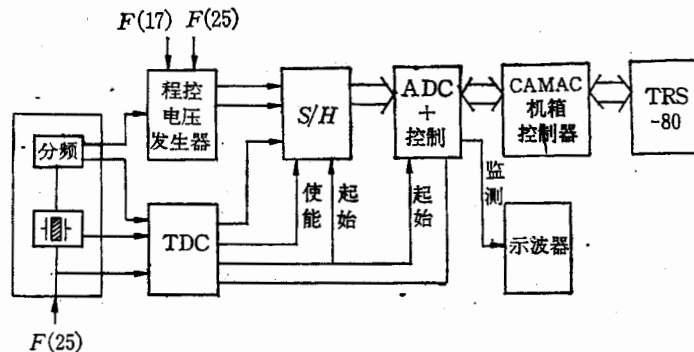 F(17) F(25)
程控
电压
发生器
S/H
ADC
+
控制
CAMAC
机箱
控制器
TRS
-80
分频
使能
起始
起始
监测
TDC
示波器
F(25)